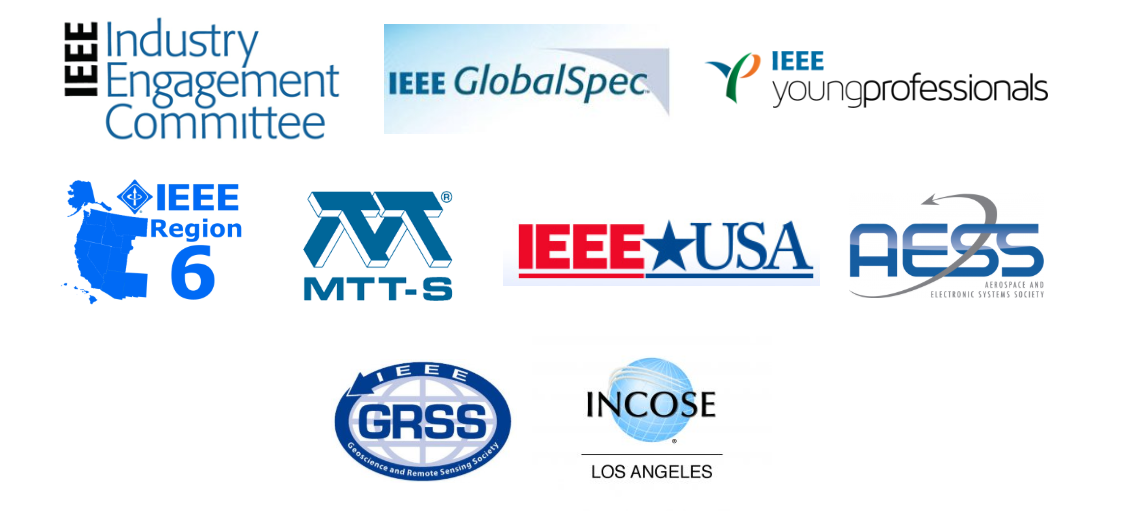 IEEE Industry
Engagement
Committee
IEEE GlobalSpec
IEEE
youngprofessionals
IEEE
Region
6
MTT-S
®
IEEE★USA
AESS
AEROSPACE AND
ELECTRONIC SYSTEMS SOCIETY
IEEE
GRSS
Geoscience and Remote Sensing Society
INCOSE
®
LOS ANGELES